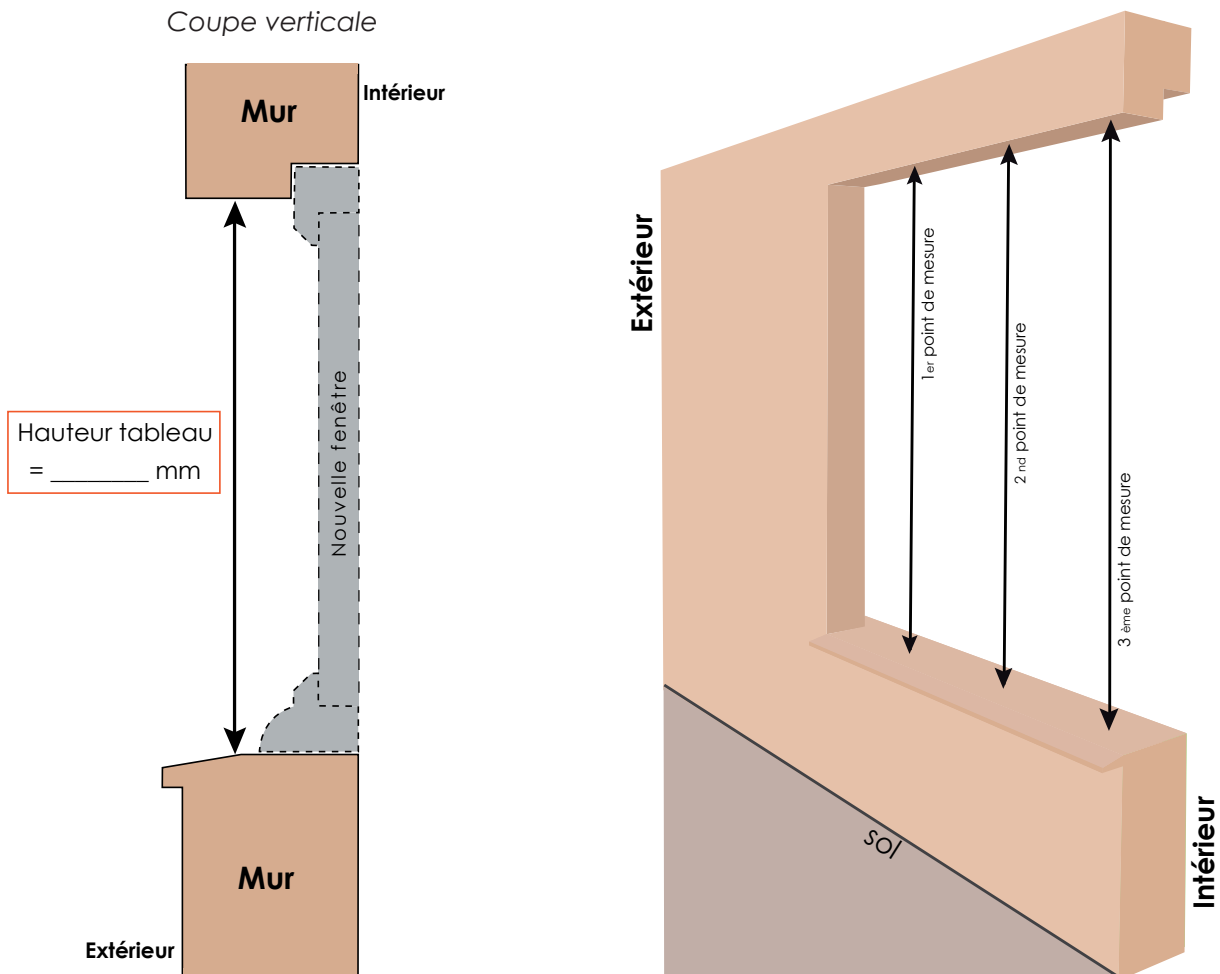 Coupe verticale
Mur
Intérieur
Hauteur tableau
= ________ mm
Nouvelle fenêtre
Mur
Extérieur
Extérieur
1er point de mesure
2 nd point de mesure
3 ème point de mesure
sol
Intérieur